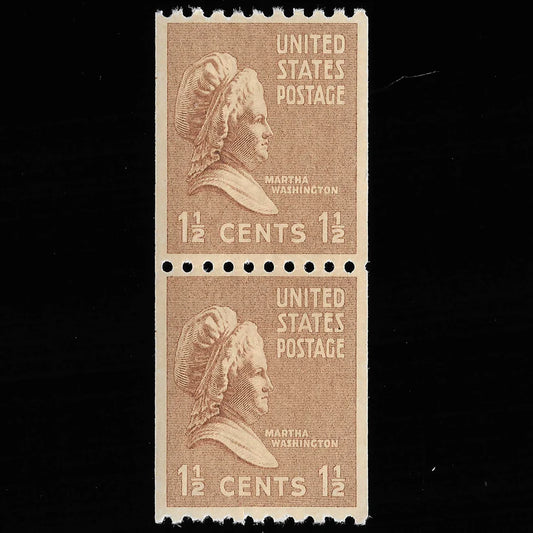 UNITED
STATES
POSTAGE
MARTHA
WASHINGTON
1½ CENTS 1½
UNITED
STATES
POSTAGE
MARTHA
WASHINGTON
1½ CENTS 1½